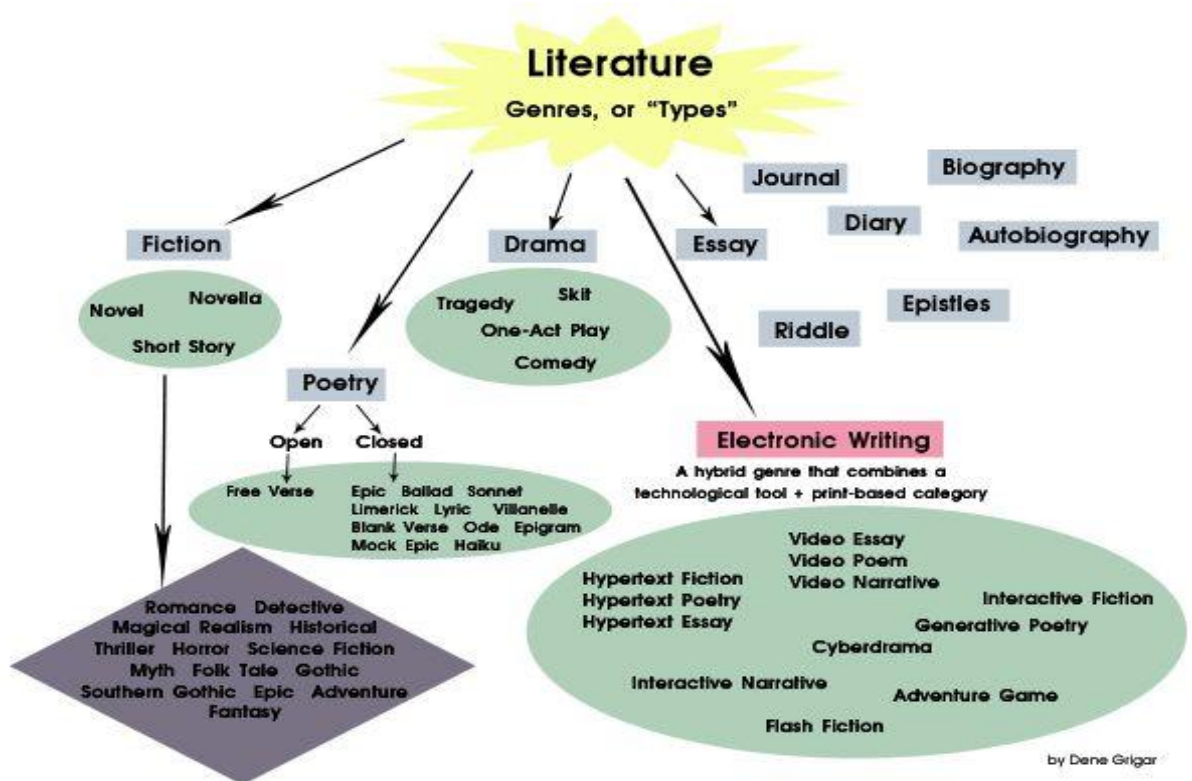 Literature
Genres, or “Types”
Journal
Biography
Diary
Autobiography
Fiction
Drama
Essay
Epistles
Riddle
Novel
Novella
Short Story
Tragedy
Skit
One-Act Play
Comedy
Poetry
Open
Closed
Free Verse
Epic Ballad Sonnet
Limerick Lyric Villanelle
Blank Verse Ode Epigram
Mock Epic Haiku
Electronic Writing
A hybrid genre that combines a
technological tool + print-based category
Video Essay
Video Poem
Video Narrative
Hypertext Fiction
Hypertext Poetry
Hypertext Essay
Interactive Fiction
Generative Poetry
Cyberdrama
Interactive Narrative
Adventure Game
Flash Fiction
Romance Detective
Magical Realism Historical
Thriller Horror Science Fiction
Myth Folk Tale Gothic
Southern Gothic Epic Adventure
Fantasy
by Dene Grigar